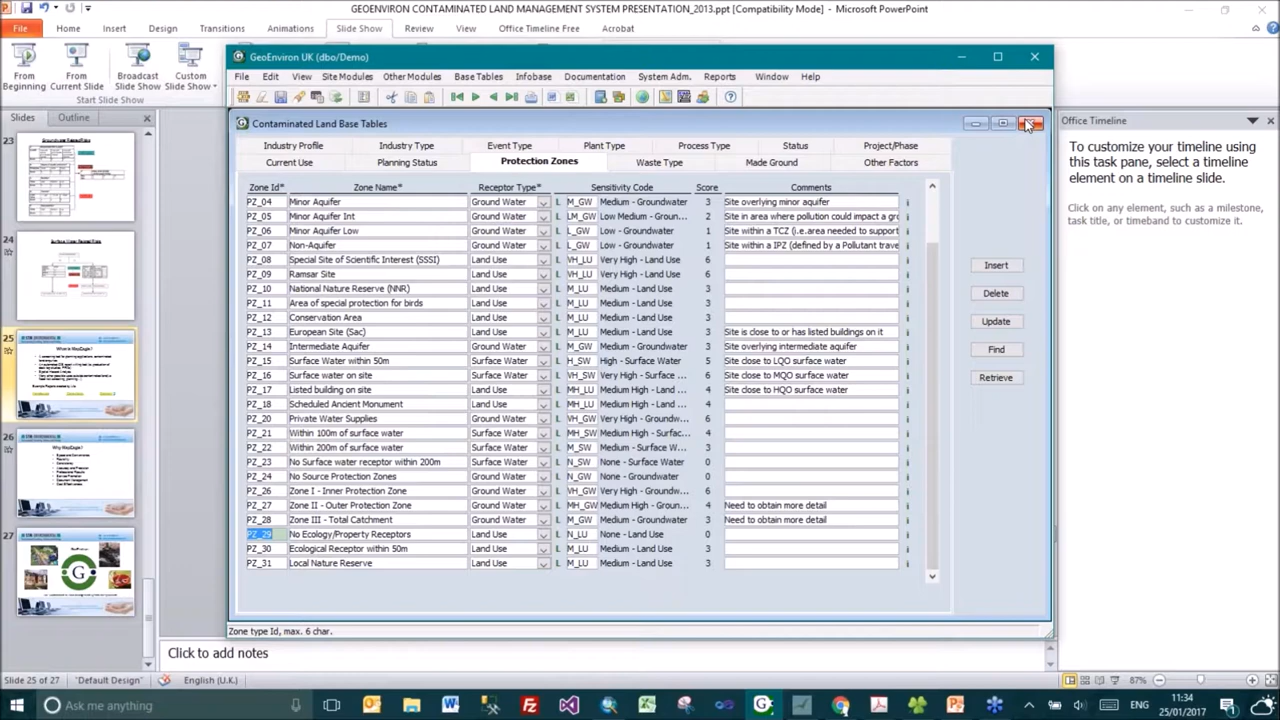 GEOENVIRON CONTAMINATED LAND MANAGEMENT SYSTEM PRESENTATION_2013.ppt [Compatibility Mode] - Microsoft PowerPoint
File Home Insert Design Transitions Animations Slide Show Review View Office Timeline Free Acrobat
From Beginning
From Current Slide
Broadcast Slide Show
Custom Slide Show
Start Slide Show
Slides Outline
23
24
25
26
27
GeoEnviron UK (dbo/Demo)
File Edit View Site Modules Other Modules Base Tables Infobase Documentation System Adm. Reports Window Help
Contaminated Land Base Tables
Industry Profile Industry Type Event Type Plant Type Process Type Status Project/Phase
Current Use Planning Status Protection Zones Waste Type Made Ground Other Factors
Zone Id* Zone Name* Receptor Type* Sensitivity Code Score Comments
PZ_04 Minor Aquifer Ground Water L M_GW Medium - Groundwater 3 Site overlying minor aquifer
PZ_05 Minor Aquifer Int Ground Water L LM_GW Low Medium - Groun... 2 Site in area where pollution could impact a gro
PZ_06 Minor Aquifer Low Ground Water L L_GW Low - Groundwater 1 Site within a TCZ (i.e.area needed to support
PZ_07 Non-Aquifer Ground Water L L_GW Low - Groundwater 1 Site within a IPZ (defined by a Pollutant trave
PZ_08 Special Site of Scientific Interest (SSSI) Land Use L VH_LU Very High - Land Use 6
PZ_09 Ramsar Site Land Use L VH_LU Very High - Land Use 6
PZ_10 National Nature Reserve (NNR) Land Use L M_LU Medium - Land Use 3
PZ_11 Area of special protection for birds Land Use L M_LU Medium - Land Use 3
PZ_12 Conservation Area Land Use L M_LU Medium - Land Use 3
PZ_13 European Site (Sac) Land Use L M_LU Medium - Land Use 3 Site is close to or has listed buildings on it
PZ_14 Intermediate Aquifer Ground Water L M_GW Medium - Groundwater 3 Site overlying intermediate aquifer
PZ_15 Surface Water within 50m Surface Water L H_SW High - Surface Water 5 Site close to LQO surface water
PZ_16 Surface water on site Surface Water L VH_SW Very High - Surface ... 6 Site close to MQO surface water
PZ_17 Listed building on site Land Use L MH_LU Medium High - Land ... 4 Site close to HQO surface water
PZ_18 Scheduled Ancient Monument Land Use L MH_LU Medium High - Land ... 4
PZ_20 Private Water Supplies Ground Water L VH_GW Very High - Groundw... 6
PZ_21 Within 100m of surface water Surface Water L MH_SW Medium High - Surfac... 4
PZ_22 Within 200m of surface water Surface Water L M_SW Medium - Surface W... 3
PZ_23 No Surface water receptor within 200m Surface Water L N_SW None - Surface Water 0
PZ_24 No Source Protection Zones Ground Water L N_GW None - Groundwater 0
PZ_26 Zone I - Inner Protection Zone Ground Water L VH_GW Very High - Groundw... 6
PZ_27 Zone II - Outer Protection Zone Ground Water L MH_GW Medium High - Groun... 4 Need to obtain more detail
PZ_28 Zone III - Total Catchment Ground Water L M_GW Medium - Groundwater 3 Need to obtain more detail
PZ_29 No Ecology/Property Receptors Land Use L N_LU None - Land Use 0
PZ_30 Ecological Receptor within 50m Land Use L M_LU Medium - Land Use 3
PZ_31 Local Nature Reserve Land Use L M_LU Medium - Land Use 3
Insert
Delete
Update
Find
Retrieve
Zone type Id, max. 6 char.
Office Timeline
To customize your timeline using
this task pane, select a timeline
element on a timeline slide.
Click on any element, such as a milestone,
task title, or timeband to customize it.
Click to add notes
Slide 25 of 27 "Default Design" English (U.K.) 87%
Ask me anything
ENG
11:34
25/01/2017